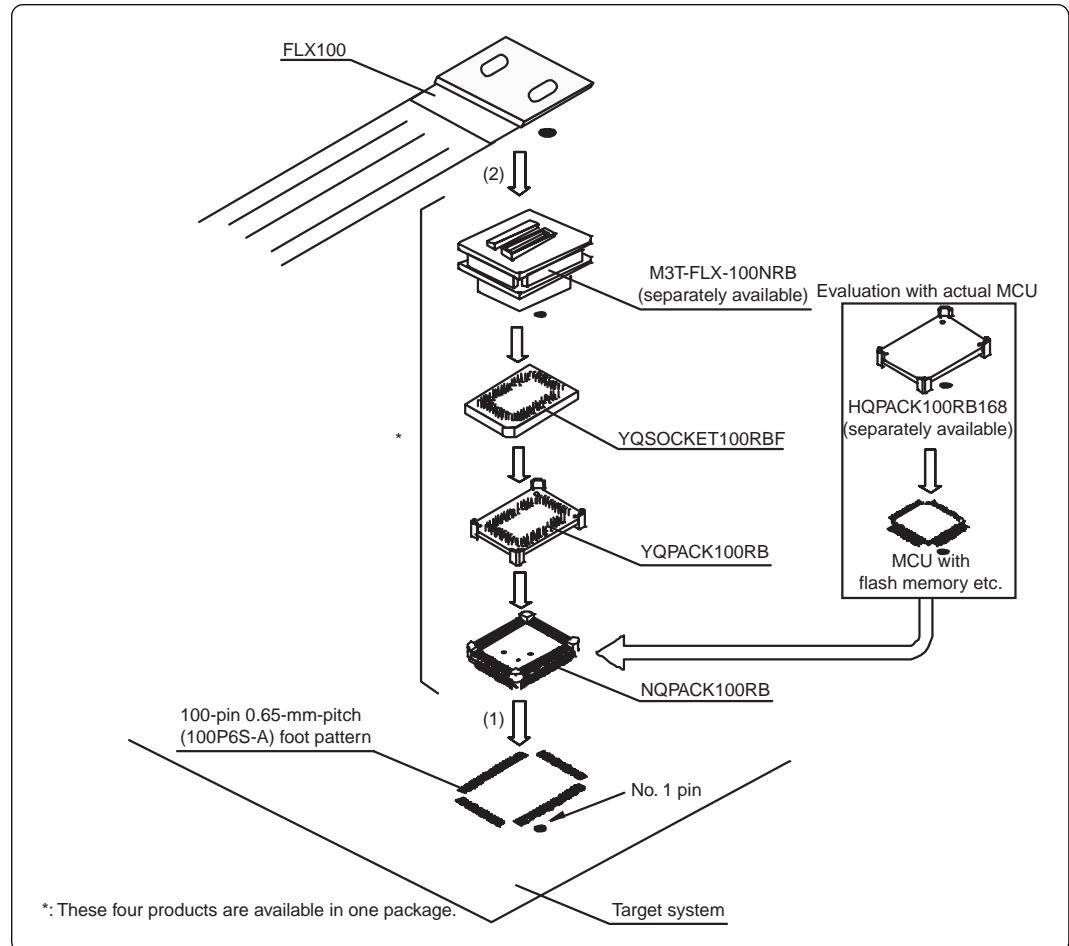 FLX100
(2)
M3T-FLX-100NRB
(separately available)
Evaluation with actual MCU
HQPACK100RB168
(separately available)
*
YQSOCKET100RBF
YQPACK100RB
MCU with
flash memory etc.
NQPACK100RB
(1)
100-pin 0.65-mm-pitch
(100P6S-A) foot pattern
No. 1 pin
*: These four products are available in one package.
Target system